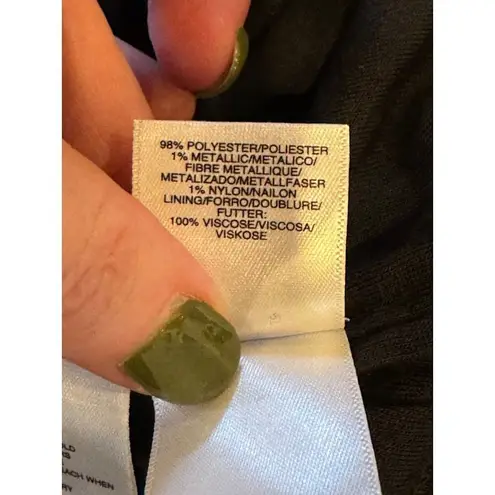 98% POLYESTER/POLIESTER
1% METALLIC/METALICO/
FIBRE METALLIQUE/
METALIZADO/METALLFASER
1% NYLON/NAILON
LINING/FORRO/DOUBLURE/
FUTTER:
100% VISCOSE/VISCOSA/
VISKOSE
WHEN